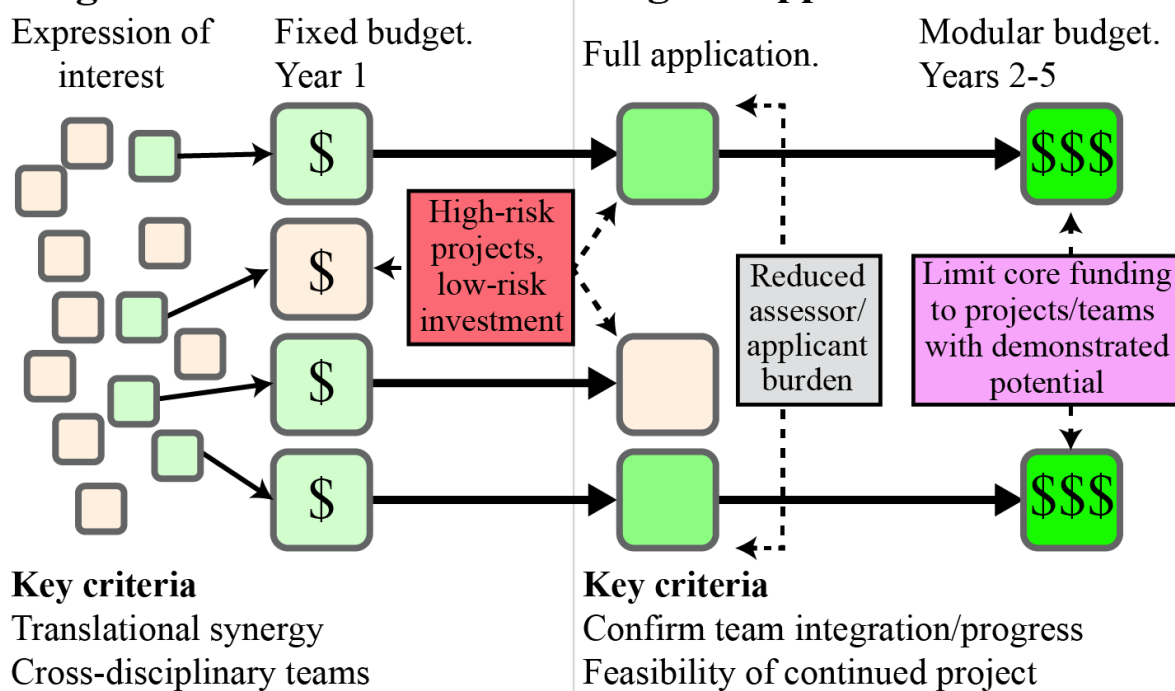 Expression of
interest
Fixed budget.
Year 1
Full application.
Modular budget.
Years 2-5
$
$
$
$
High-risk
projects,
low-risk
investment
Reduced
assessor/
applicant
burden
$$$
Limit core funding
to projects/teams
with demonstrated
potential
$$$
Key criteria
Translational synergy
Cross-disciplinary teams
Key criteria
Confirm team integration/progress
Feasibility of continued project